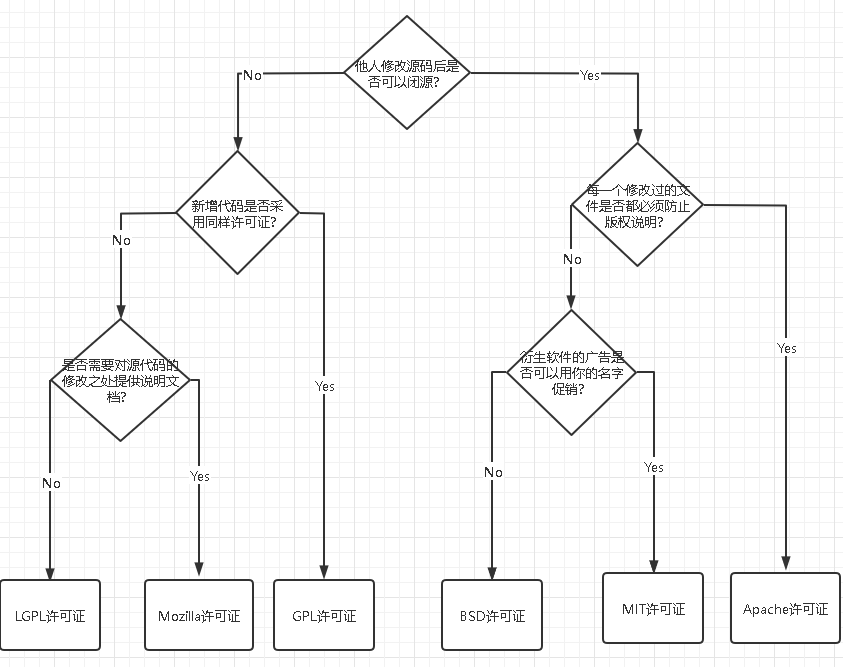 他人修改源码后是
否可以闭源?
No
Yes
新增代码是否采
用同样许可证?
每一个修改过的文
件是否都必须防止
版权说明?
No
No
Yes
是否需要对源代码的
修改之处提供说明文
档?
衍生软件的广告是
否可以用你的名字
促销?
Yes
No
Yes
No
Yes
LGPL许可证
Mozilla许可证
GPL许可证
BSD许可证
MIT许可证
Apache许可证